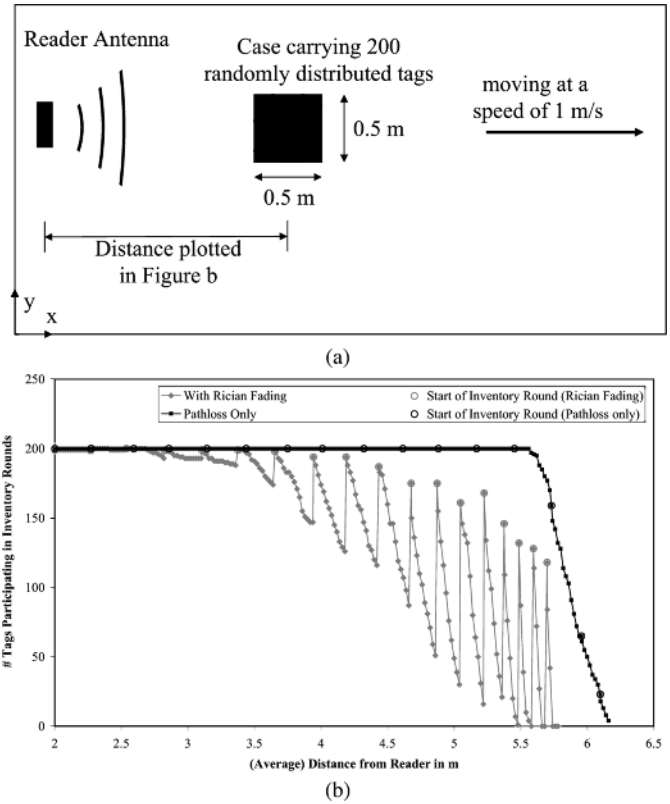 Reader Antenna
Case carrying 200
randomly distributed tags
moving at a
speed of 1 m/s
0.5 m
0.5 m
Distance plotted
in Figure b
y
x
(a)
250
200
150
100
50
0
# Tags Participating in Inventory Rounds
With Rician Fading
Start of Inventory Round (Rician Fading)
Pathloss Only
Start of Inventory Round (Pathloss only)
2
2.5
3
3.5
4
4.5
5
5.5
6
6.5
(Average) Distance from Reader in m
(b)